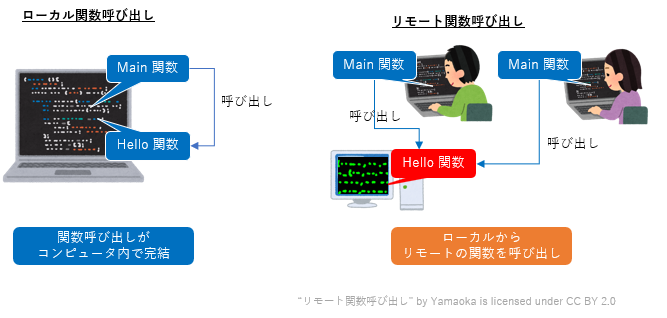 ローカル関数呼び出し
Main 関数
呼び出し
Hello 関数
関数呼び出しが
コンピュータ内で完結
リモート関数呼び出し
Main 関数
Main 関数
呼び出し
呼び出し
Hello 関数
ローカルから
リモートの関数を呼び出し
"リモート関数呼び出し" by Yamaoka is licensed under CC BY 2.0